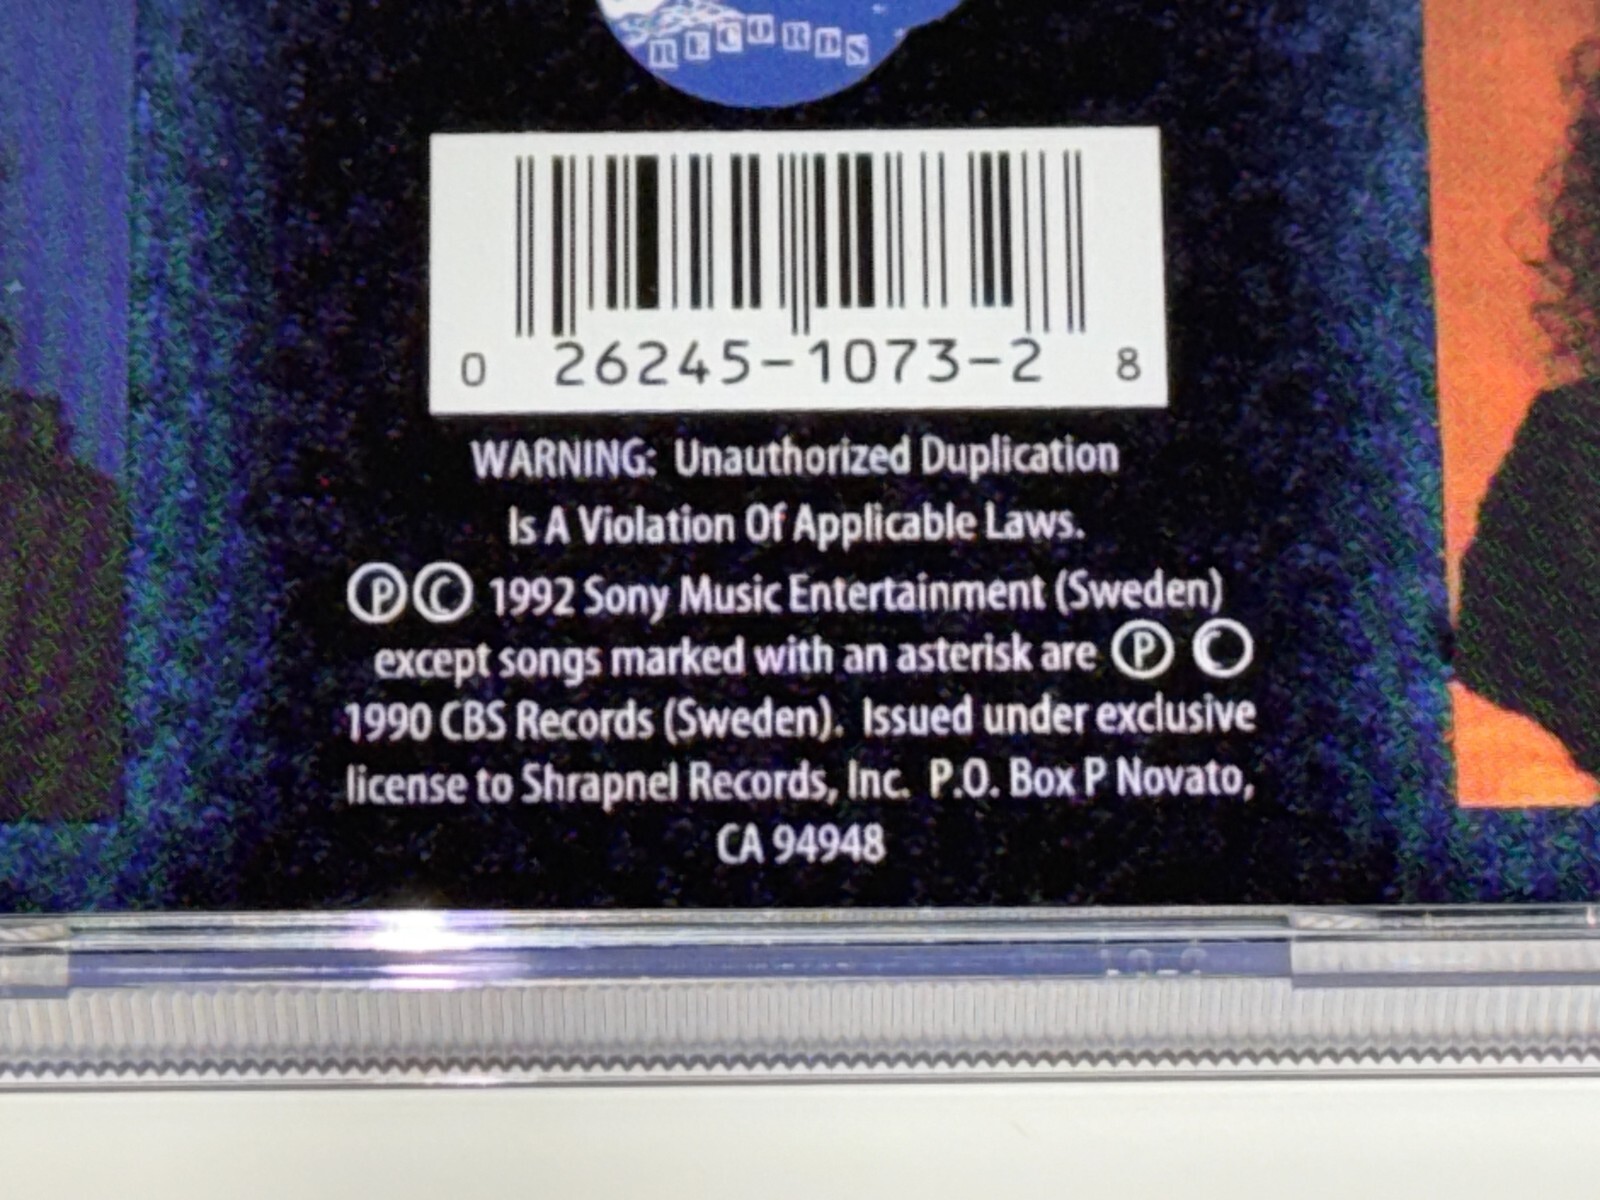 RECORDS
0 26245-1073-2 8
WARNING: Unauthorized Duplication
Is A Violation Of Applicable Laws.
Ⓟ© 1992 Sony Music Entertainment (Sweden)
except songs marked with an asterisk are Ⓟ ©
1990 CBS Records (Sweden). Issued under exclusive
license to Shrapnel Records, Inc. P.O. Box P Novato,
CA 94948